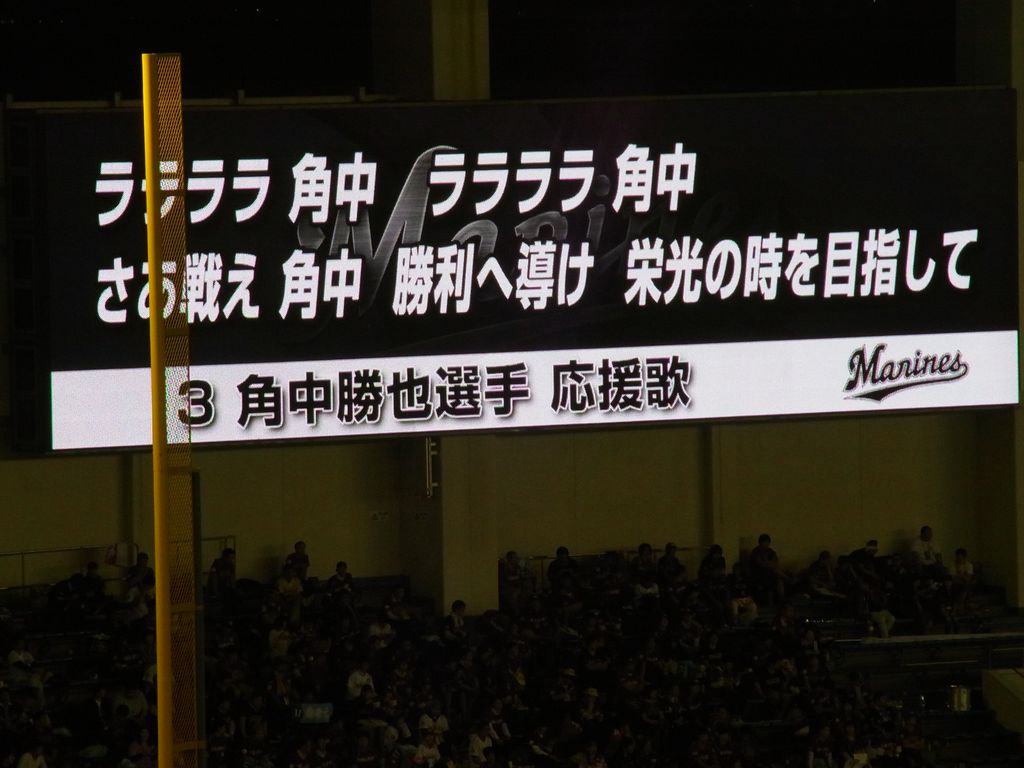 ララララ 角中 ララララ 角中
さあ戦え 角中 勝利へ導け 栄光の時を目指して
3 角中勝也選手 応援歌
Marines
Marines